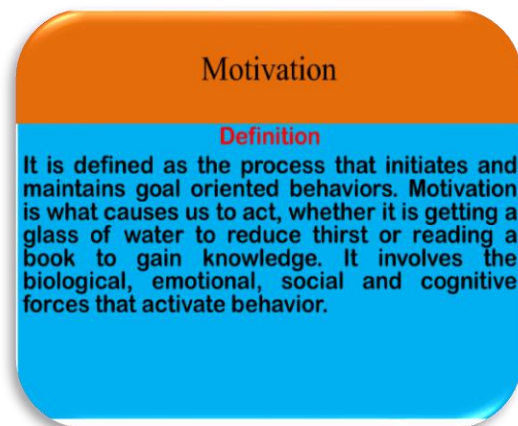 Motivation
Definition
It is defined as the process that initiates and
maintains goal oriented behaviors. Motivation
is what causes us to act, whether it is getting a
glass of water to reduce thirst or reading a
book to gain knowledge. It involves the
biological, emotional, social and cognitive
forces that activate behavior.